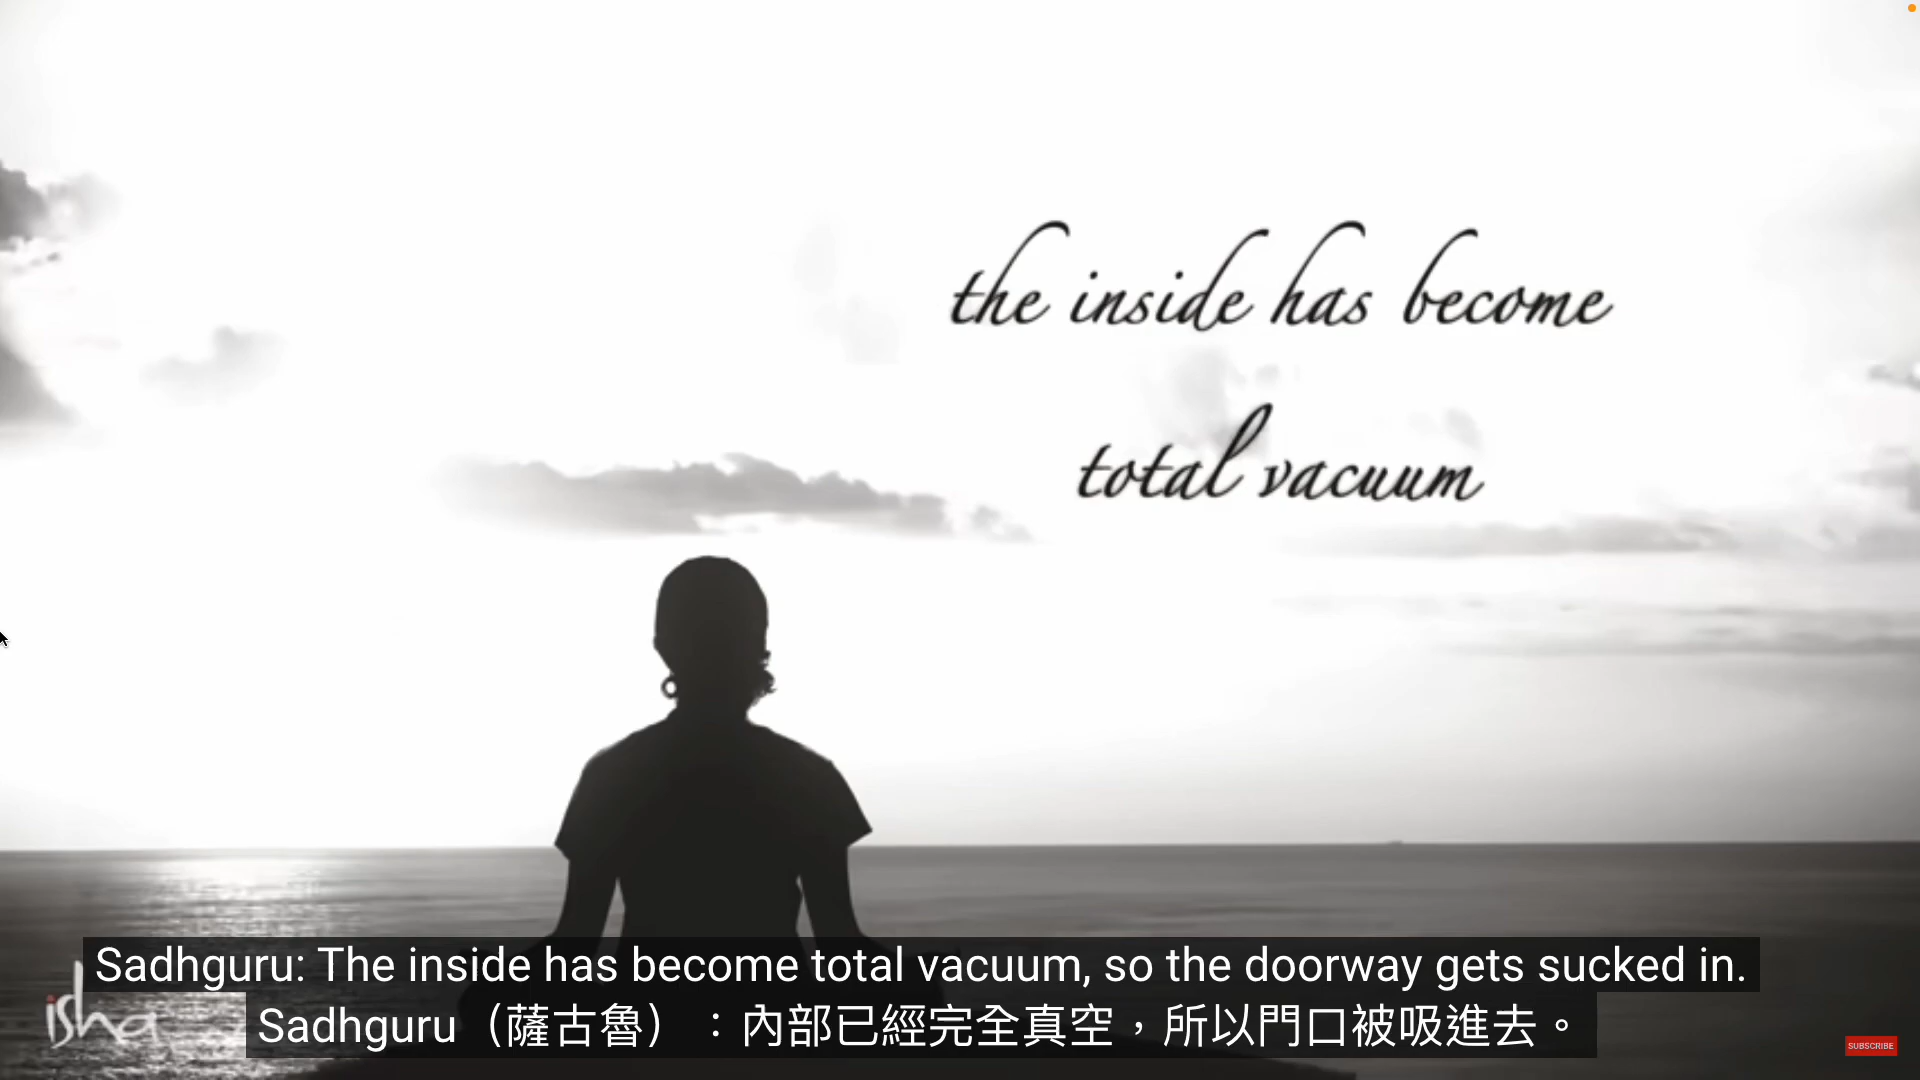 the inside has become
total vacuum
Sadhguru: The inside has become total vacuum, so the doorway gets sucked in.
Sadhguru（薩古魯）：內部已經完全真空，所以門口被吸進去。
isha
SUBSCRIBE